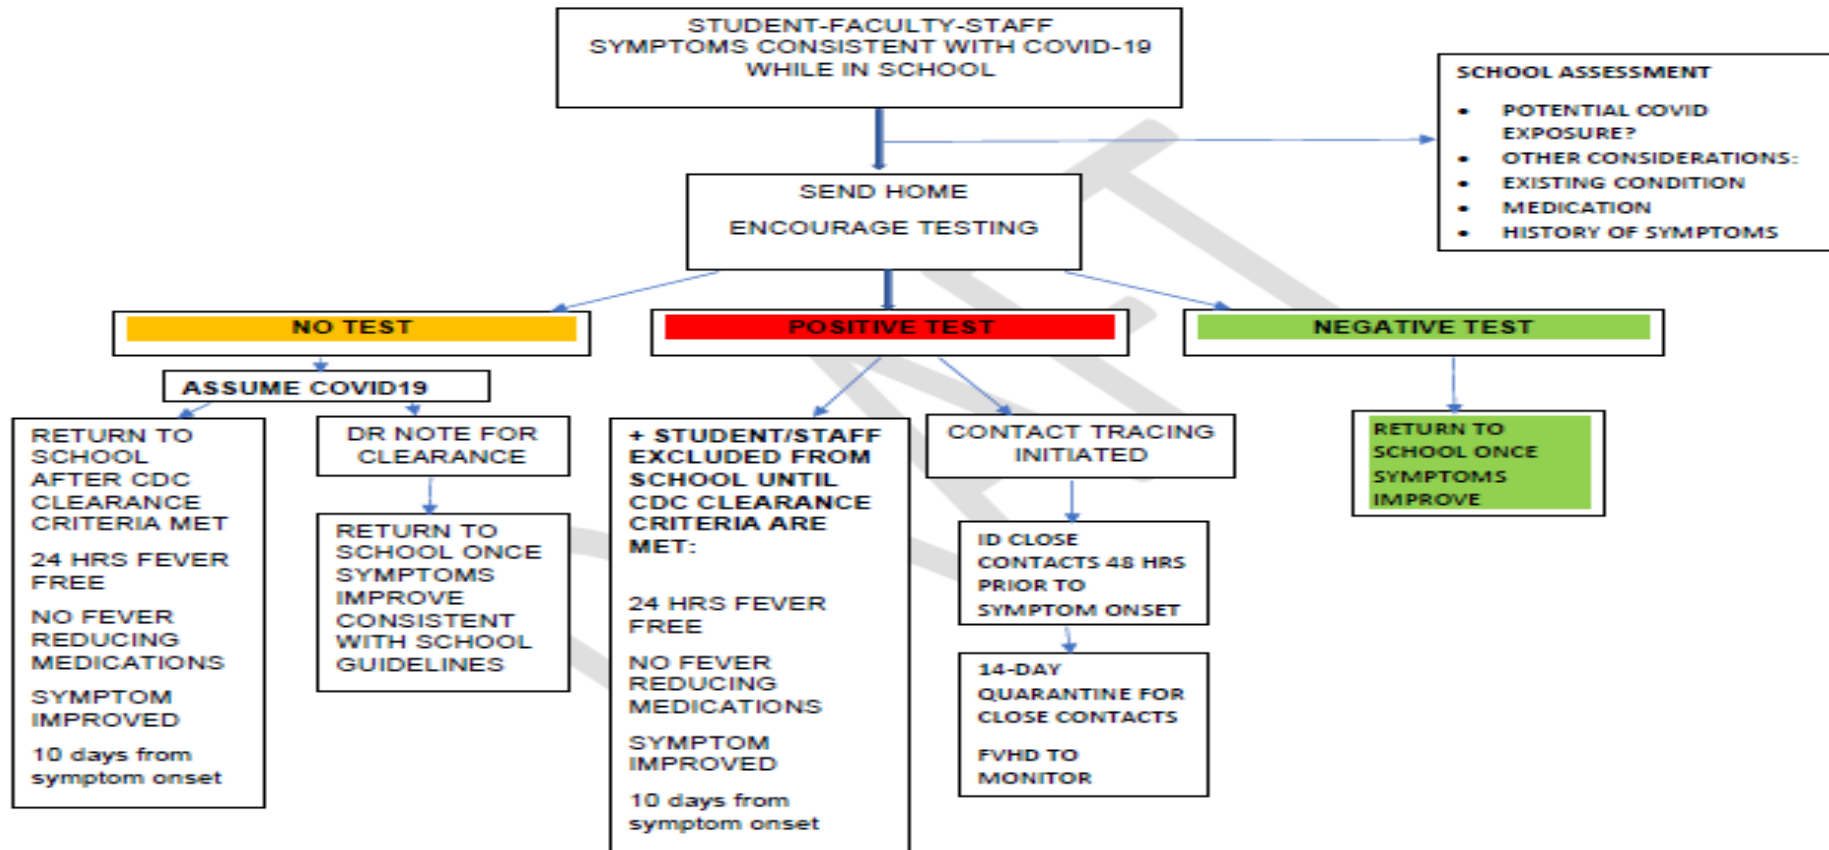 STUDENT-FACULTY-STAFF
SYMPTOMS CONSISTENT WITH COVID-19
WHILE IN SCHOOL
SCHOOL ASSESSMENT
• POTENTIAL COVID
EXPOSURE?
• OTHER CONSIDERATIONS:
• EXISTING CONDITION
• MEDICATION
• HISTORY OF SYMPTOMS
SEND HOME
ENCOURAGE TESTING
NO TEST
POSITIVE TEST
NEGATIVE TEST
ASSUME COVID19
RETURN TO
SCHOOL
AFTER CDC
CLEARANCE
CRITERIA MET
24 HRS FEVER
FREE
NO FEVER
REDUCING
MEDICATIONS
SYMPTOM
IMPROVED
10 days from
symptom onset
DR NOTE FOR
CLEARANCE
RETURN TO
SCHOOL ONCE
SYMPTOMS
IMPROVE
CONSISTENT
WITH SCHOOL
GUIDELINES
+ STUDENT/STAFF
EXCLUDED FROM
SCHOOL UNTIL
CDC CLEARANCE
CRITERIA ARE
MET:
24 HRS FEVER
FREE
NO FEVER
REDUCING
MEDICATIONS
SYMPTOM
IMPROVED
10 days from
symptom onset
CONTACT TRACING
INITIATED
ID CLOSE
CONTACTS 48 HRS
PRIOR TO
SYMPTOM ONSET
14-DAY
QUARANTINE FOR
CLOSE CONTACTS
FVHD TO
MONITOR
RETURN TO
SCHOOL ONCE
SYMPTOMS
IMPROVE
DRAFT